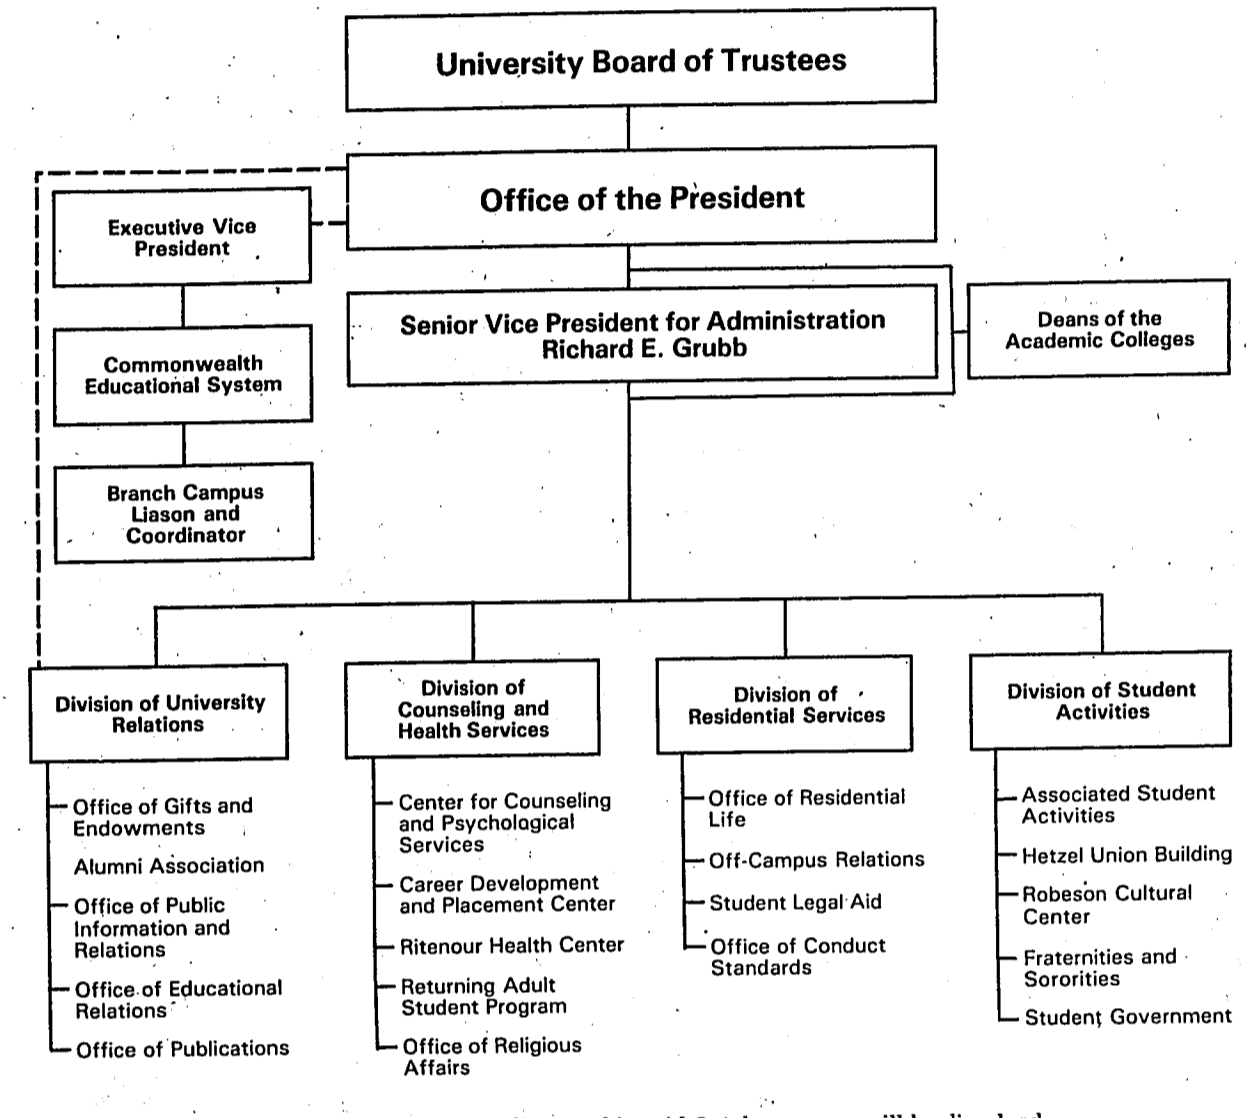 University Board of Trustees
Office of the President
Executive Vice
President
Senior Vice President for Administration
Richard E. Grubb
Deans of the
Academic Colleges
Commonwealth
Educational System
Branch Campus
Liason and
Coordinator
Division of University
Relations
Office of Gifts and
Endowments
Alumni Association
Office of Public
Information and
Relations
Office of Educational
Relations
Office of Publications
Division of
Counseling and
Health Services
Center for Counseling
and Psychological
Services
Career Development
and Placement Center
Ritenour Health Center
Returning Adult
Student Program
Office of Religious
Affairs
Division of
Residential Services
Office of Residential
Life
Off-Campus Relations
Student Legal Aid
Office of Conduct
Standards
Division of Student
Activities
Associated Student
Activities
Hetzel Union Building
Robeson Cultural
Center
Fraternities and
Sororities
Student Government